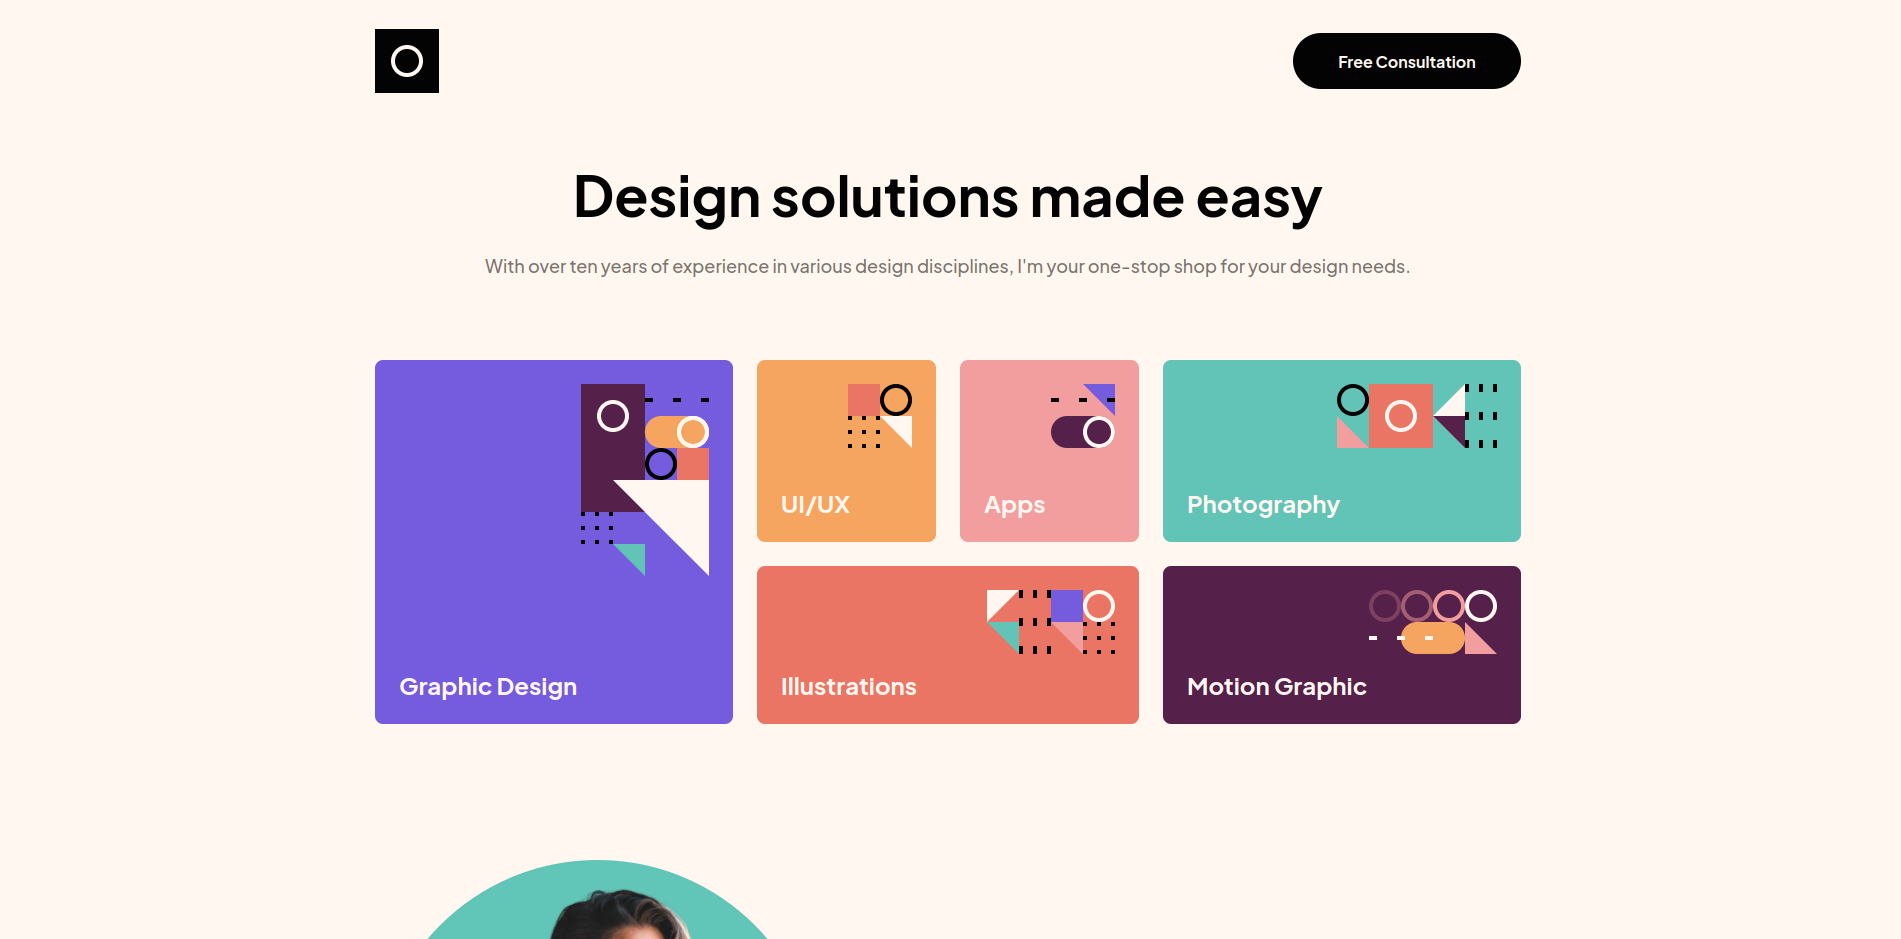 Free Consultation
Design solutions made easy
With over ten years of experience in various design disciplines, I'm your one-stop shop for your design needs.
Graphic Design
UI/UX
Apps
Photography
Illustrations
Motion Graphic